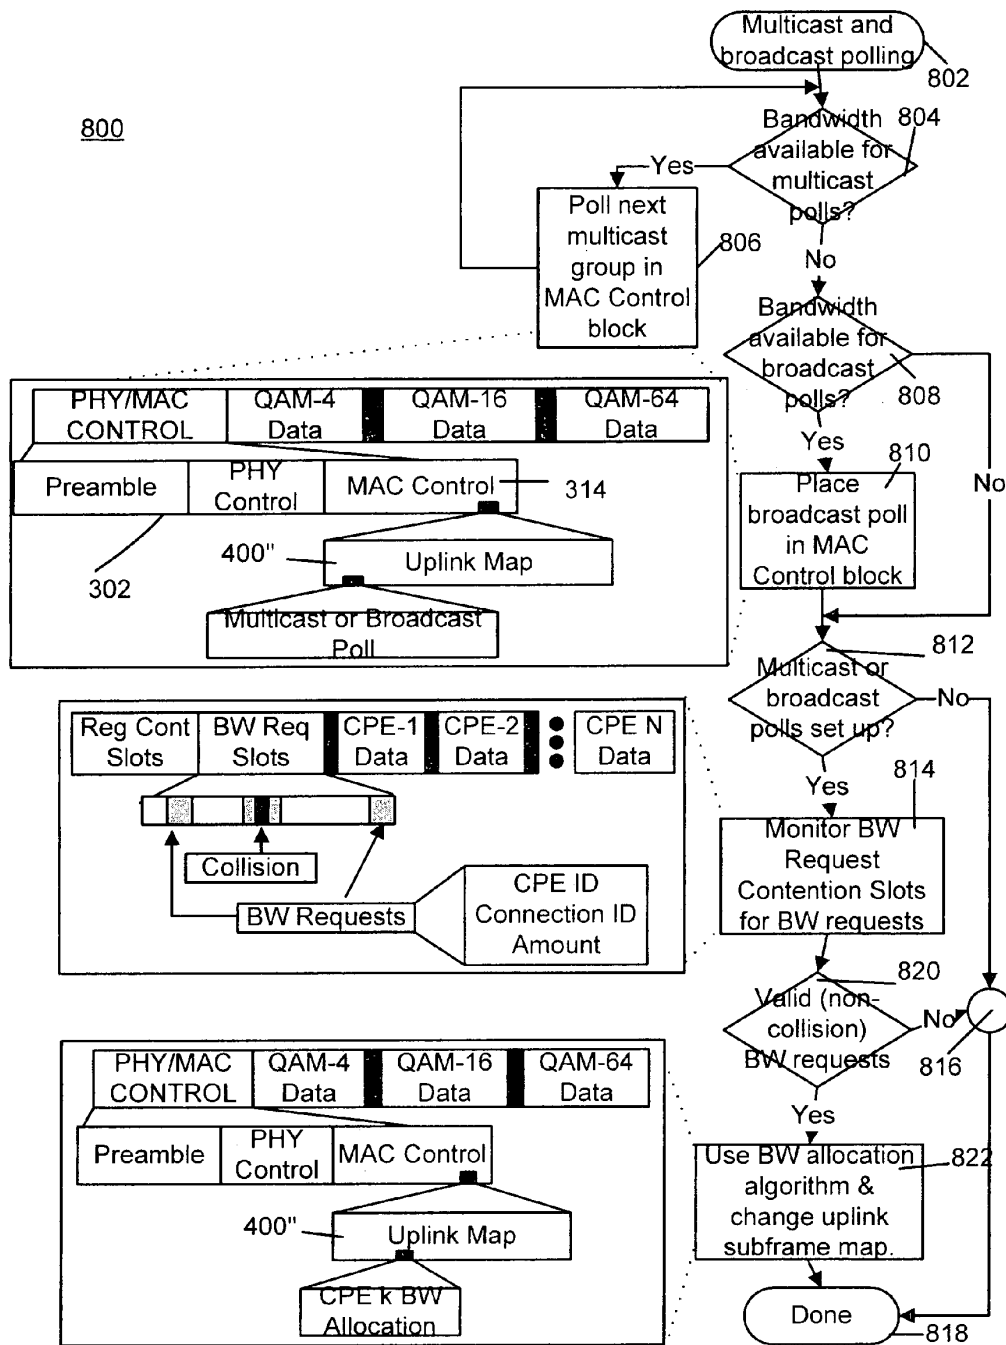 Multicast and
broadcast polling
802
800
804
Bandwidth
available for
multicast
polls?
Yes
Poll next
multicast
group in
MAC Control
block
806
No
Bandwidth
available for
broadcast
polls?
808
Yes
No
810
Place
broadcast poll
in MAC
Control block
PHY/MAC
CONTROL
QAM-4
Data
QAM-16
Data
QAM-64
Data
Preamble
PHY
Control
MAC Control
314
302
400"
Uplink Map
Multicast or Broadcast
Poll
812
Multicast or
broadcast
polls set up?
No
Yes
Reg Cont
Slots
BW Req
Slots
CPE-1
Data
CPE-2
Data
CPE N
Data
Collision
BW Requests
CPE ID
Connection ID
Amount
814
Monitor BW
Request
Contention Slots
for BW requests
820
Valid (non-
collision)
BW requests
No
816
Yes
PHY/MAC
CONTROL
QAM-4
Data
QAM-16
Data
QAM-64
Data
Preamble
PHY
Control
MAC Control
400"
Uplink Map
CPE k BW
Allocation
Use BW allocation
algorithm &
change uplink
subframe map.
822
Done
818